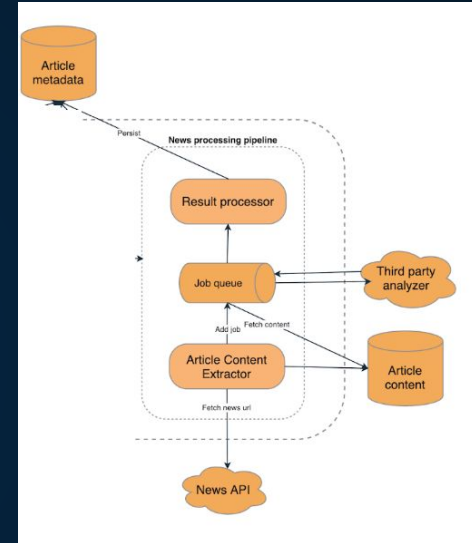 Article
metadata
Persist
News processing pipeline
Result processor
Job queue
Third party
analyzer
Add job
Fetch content
Article Content
Extractor
Article
content
Fetch news url
News API